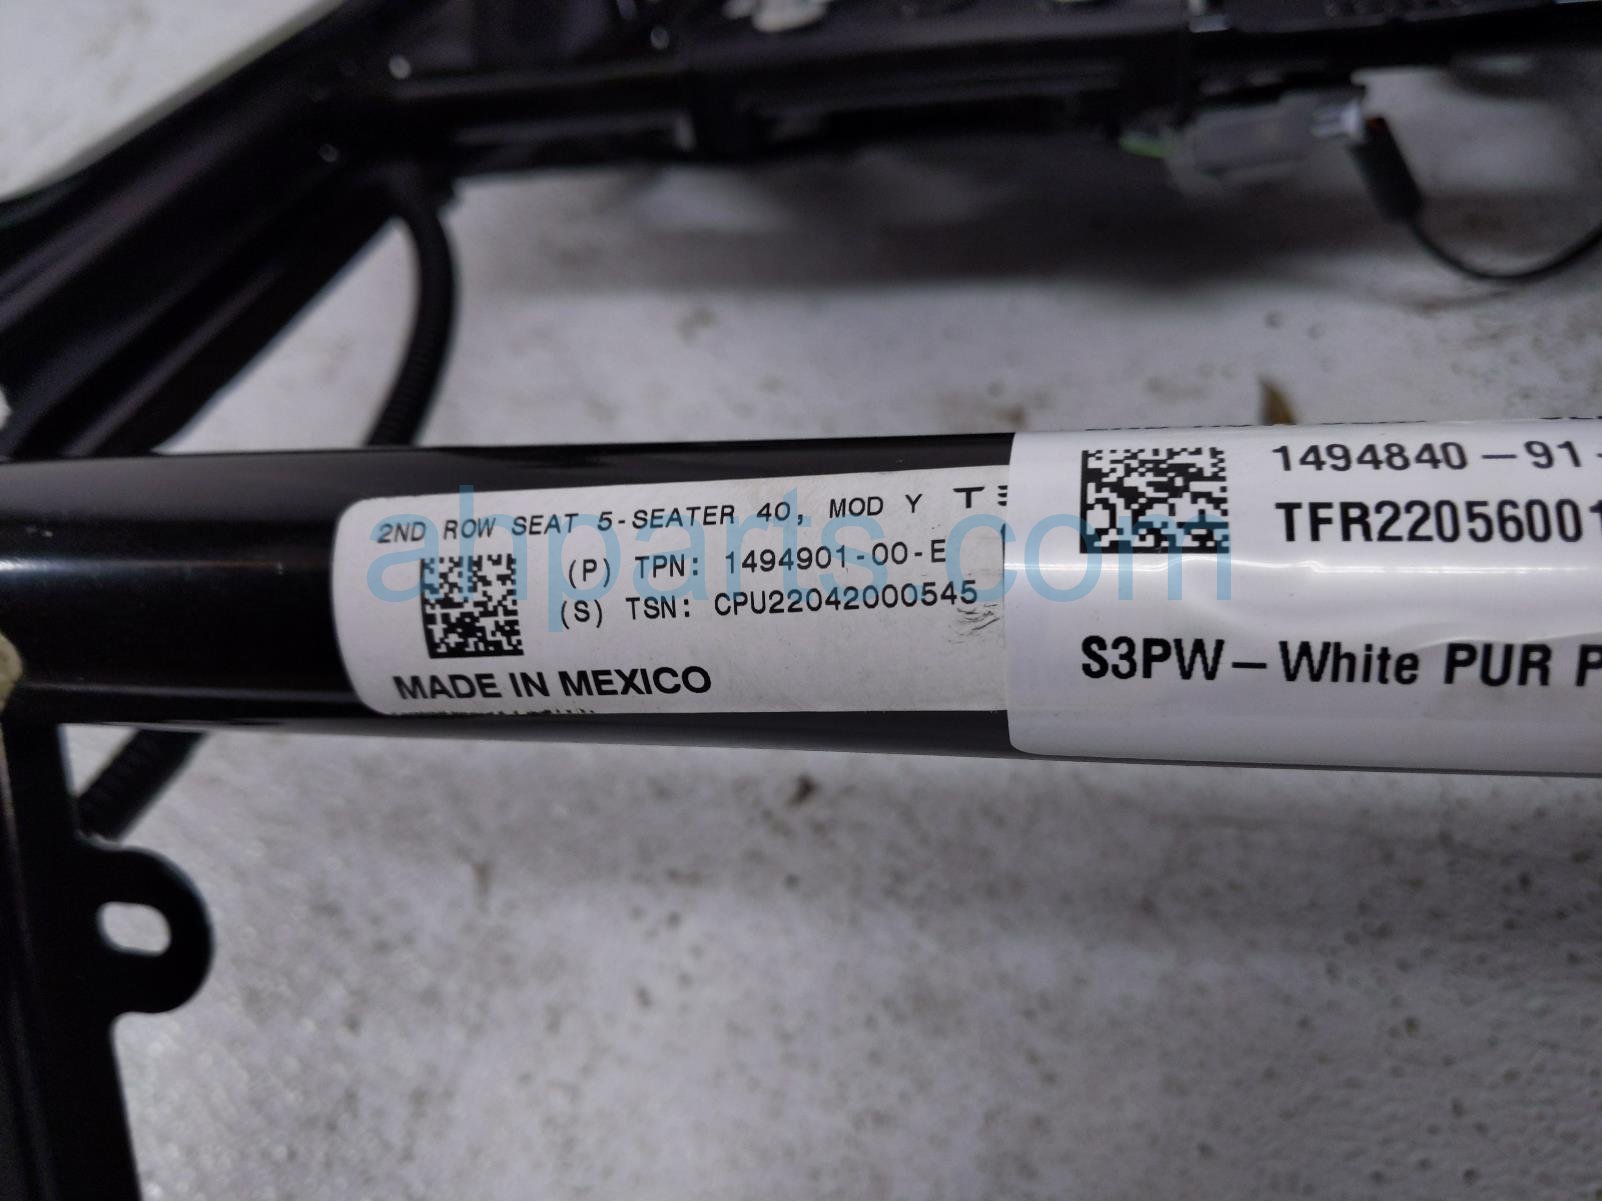 2ND ROW SEAT 5-SEATER 40, MOD Y
(P) TPN: 1494901-00-E
(S) TSN: CPU22042000545
MADE IN MEXICO
1494840-91-
TFR22056001
S3PW-White PUR P
ahparts.com